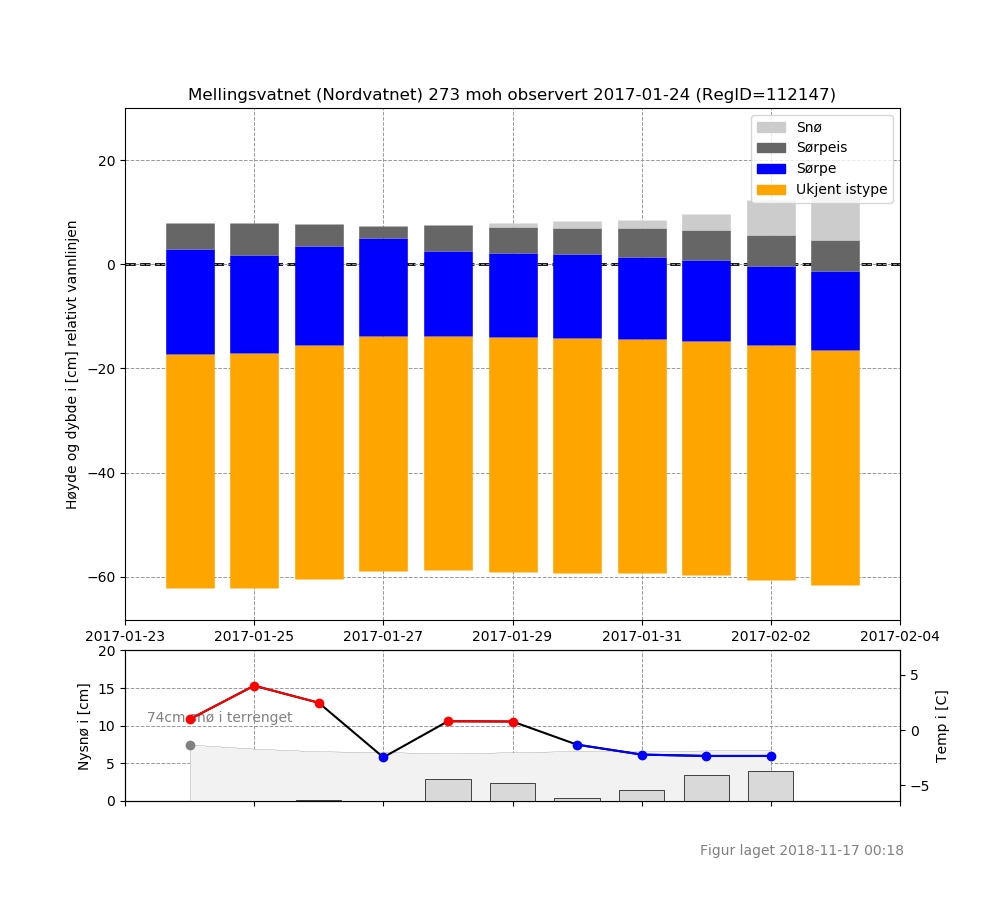 Mellingsvatnet (Nordvatnet) 273 moh observert 2017-01-24 (RegID=112147)
Snø
Sørpeis
Sørpe
Ukjent istype
Høyde og dybde i [cm] relativt vannlinjen
20
0
−20
−40
−60
2017-01-23 2017-01-25 2017-01-27 2017-01-29 2017-01-31 2017-02-02 2017-02-04
Nysnø i [cm]
20
15
10
5
0
74cm snø i terrenget
5
0
−5
Temp i [C]
Figur laget 2018-11-17 00:18